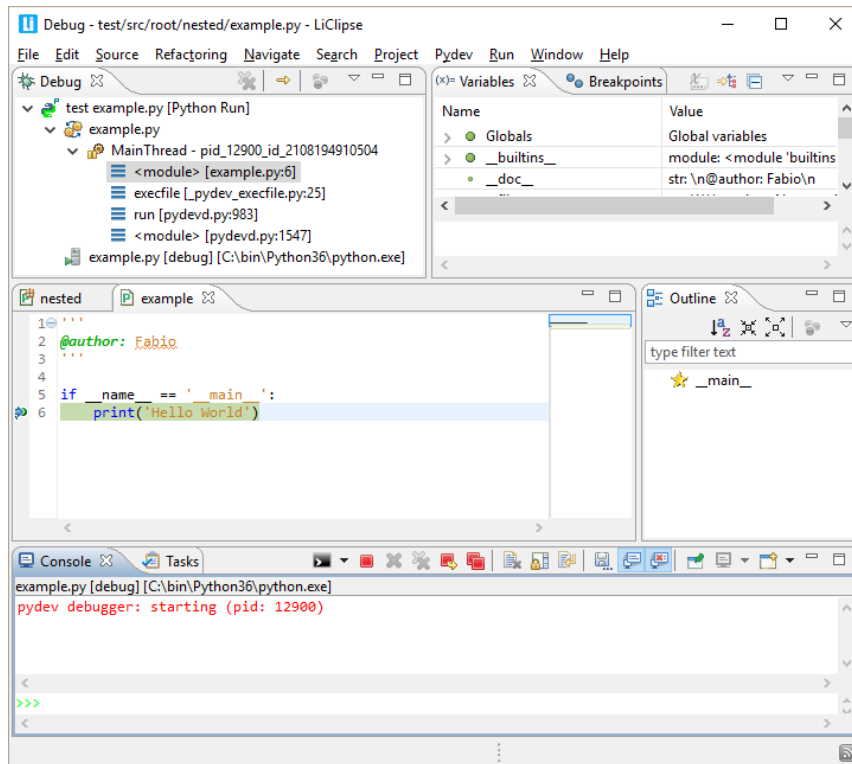 Debug - test/src/root/nested/example.py - LiClipse
File Edit Source Refactoring Navigate Search Project Pydev Run Window Help
Debug
test example.py [Python Run]
example.py
MainThread - pid_12900_id_2108194910504
<module> [example.py:6]
execfile [_pydev_execfile.py:25]
run [pydevd.py:983]
<module> [pydevd.py:1547]
example.py [debug] [C:\bin\Python36\python.exe]
(x)= Variables Breakpoints
Name Value
Globals Global variables
__builtins__ module: <module 'builtins
__doc__ str: \n@author: Fabio\n
nested example
1 '''
2 @author: Fabio
3 '''
4
5 if __name__ == '__main__':
6 print('Hello World')
Outline
type filter text
__main__
Console Tasks
example.py [debug] [C:\bin\Python36\python.exe]
pydev debugger: starting (pid: 12900)
>>>